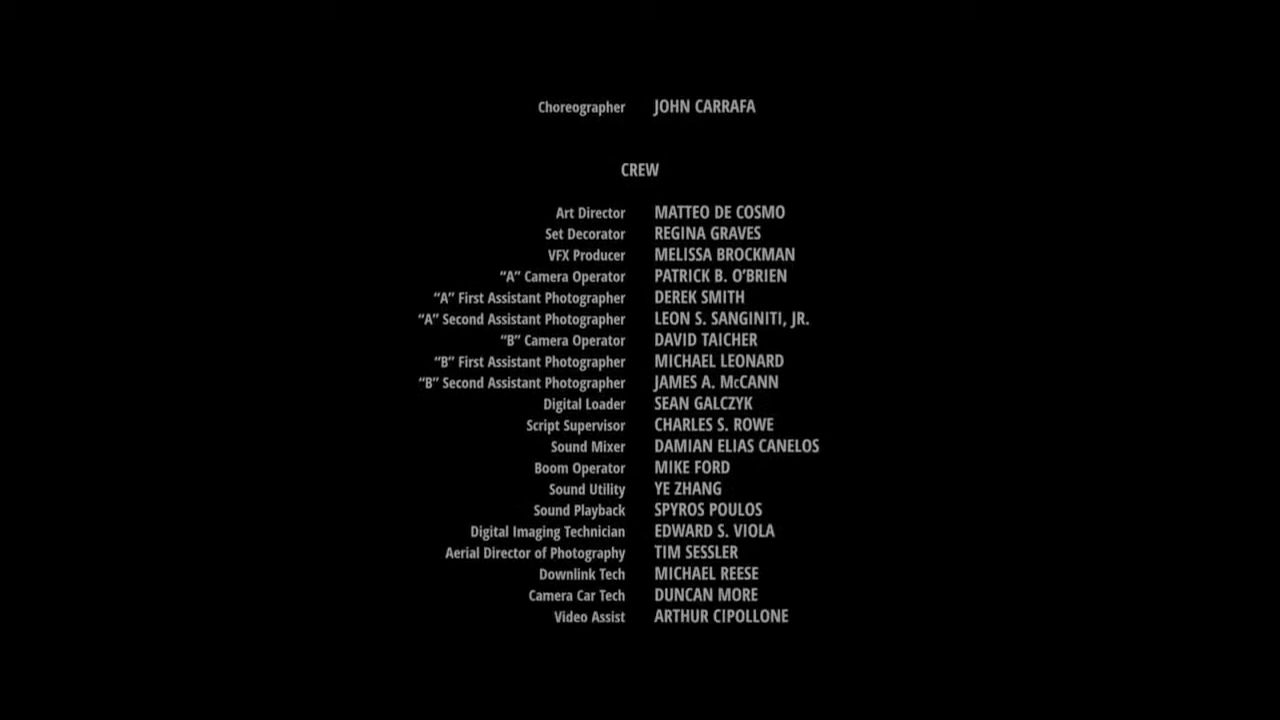 Choreographer JOHN CARRAFA
CREW
Art Director MATTEO DE COSMO
Set Decorator REGINA GRAVES
VFX Producer MELISSA BROCKMAN
“A” Camera Operator PATRICK B. O’BRIEN
“A” First Assistant Photographer DEREK SMITH
“A” Second Assistant Photographer LEON S. SANGINITI, JR.
“B” Camera Operator DAVID TAICHER
“B” First Assistant Photographer MICHAEL LEONARD
“B” Second Assistant Photographer JAMES A. McCANN
Digital Loader SEAN GALCZYK
Script Supervisor CHARLES S. ROWE
Sound Mixer DAMIAN ELIAS CANELOS
Boom Operator MIKE FORD
Sound Utility YE ZHANG
Sound Playback SPYROS POULOS
Digital Imaging Technician EDWARD S. VIOLA
Aerial Director of Photography TIM SESSLER
Downlink Tech MICHAEL REESE
Camera Car Tech DUNCAN MORE
Video Assist ARTHUR CIPOLLONE